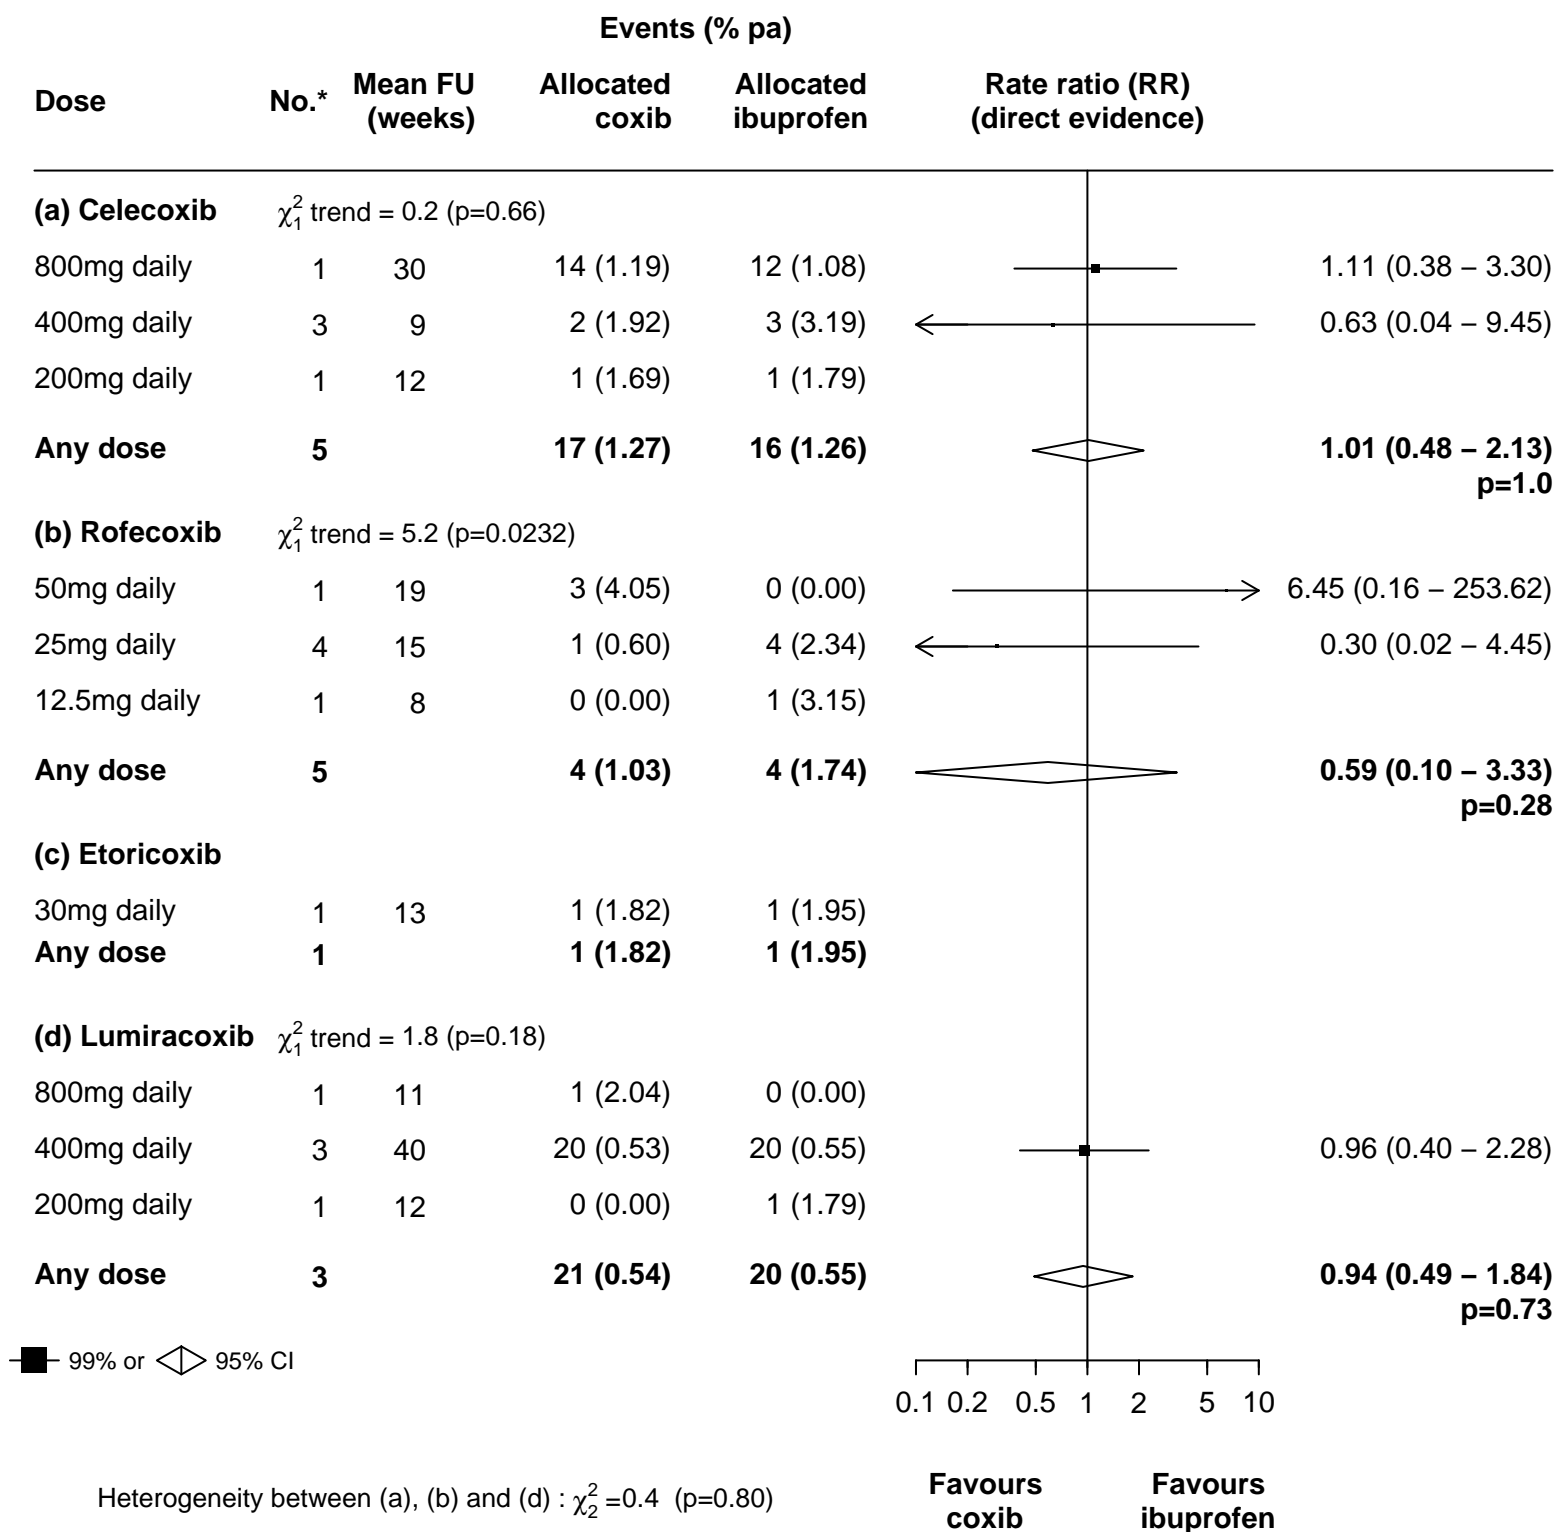 Events (% pa)
Dose No.* Mean FU (weeks) Allocated coxib Allocated ibuprofen Rate ratio (RR) (direct evidence)
(a) Celecoxib χ₁² trend = 0.2 (p=0.66)
800mg daily 1 30 14 (1.19) 12 (1.08) 1.11 (0.38 − 3.30)
400mg daily 3 9 2 (1.92) 3 (3.19) 0.63 (0.04 − 9.45)
200mg daily 1 12 1 (1.69) 1 (1.79)
Any dose 5 17 (1.27) 16 (1.26) 1.01 (0.48 − 2.13)
p=1.0
(b) Rofecoxib χ₁² trend = 5.2 (p=0.0232)
50mg daily 1 19 3 (4.05) 0 (0.00) 6.45 (0.16 − 253.62)
25mg daily 4 15 1 (0.60) 4 (2.34) 0.30 (0.02 − 4.45)
12.5mg daily 1 8 0 (0.00) 1 (3.15)
Any dose 5 4 (1.03) 4 (1.74) 0.59 (0.10 − 3.33)
p=0.28
(c) Etoricoxib
30mg daily 1 13 1 (1.82) 1 (1.95)
Any dose 1 1 (1.82) 1 (1.95)
(d) Lumiracoxib χ₁² trend = 1.8 (p=0.18)
800mg daily 1 11 1 (2.04) 0 (0.00)
400mg daily 3 40 20 (0.53) 20 (0.55) 0.96 (0.40 − 2.28)
200mg daily 1 12 0 (0.00) 1 (1.79)
Any dose 3 21 (0.54) 20 (0.55) 0.94 (0.49 − 1.84)
p=0.73
99% or 95% CI
0.1 0.2 0.5 1 2 5 10
Heterogeneity between (a), (b) and (d) : χ₂² =0.4 (p=0.80)
Favours coxib
Favours ibuprofen